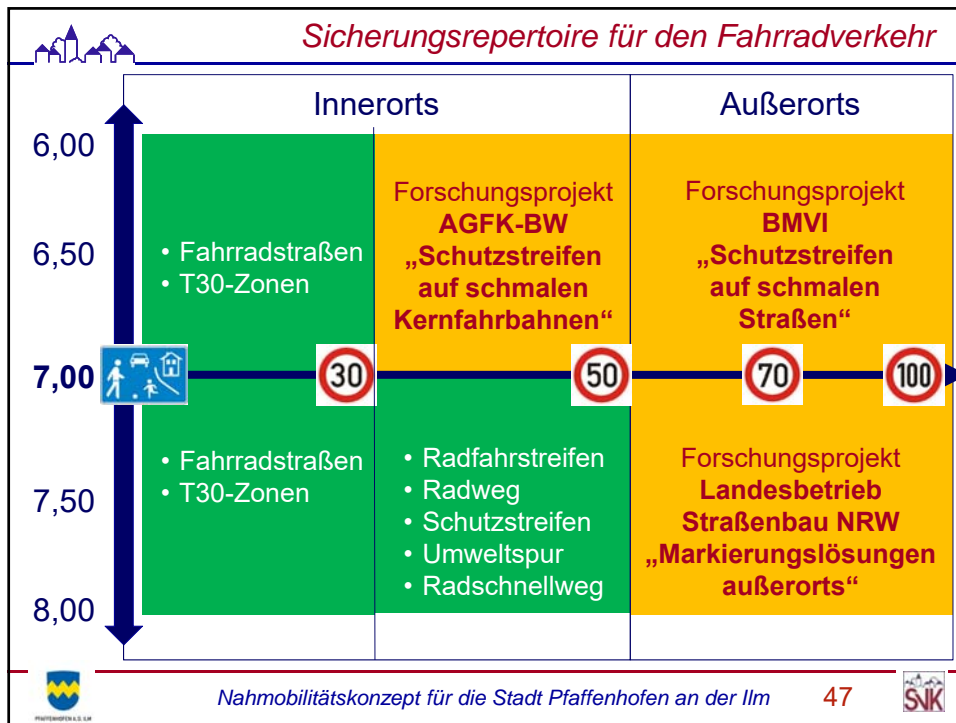 Sicherungsrepertoire für den Fahrradverkehr
Innerorts
Außerorts
6,00
6,50
7,00
7,50
8,00
• Fahrradstraßen
• T30-Zonen
Forschungsprojekt
AGFK-BW
„Schutzstreifen
auf schmalen
Kernfahrbahnen“
Forschungsprojekt
BMVI
„Schutzstreifen
auf schmalen
Straßen“
30
50
70
100
• Fahrradstraßen
• T30-Zonen
• Radfahrstreifen
• Radweg
• Schutzstreifen
• Umweltspur
• Radschnellweg
Forschungsprojekt
Landesbetrieb
Straßenbau NRW
„Markierungslösungen
außerorts“
PFAFFENHOFEN A.D. ILM
Nahmobilitätskonzept für die Stadt Pfaffenhofen an der Ilm
47
SVK